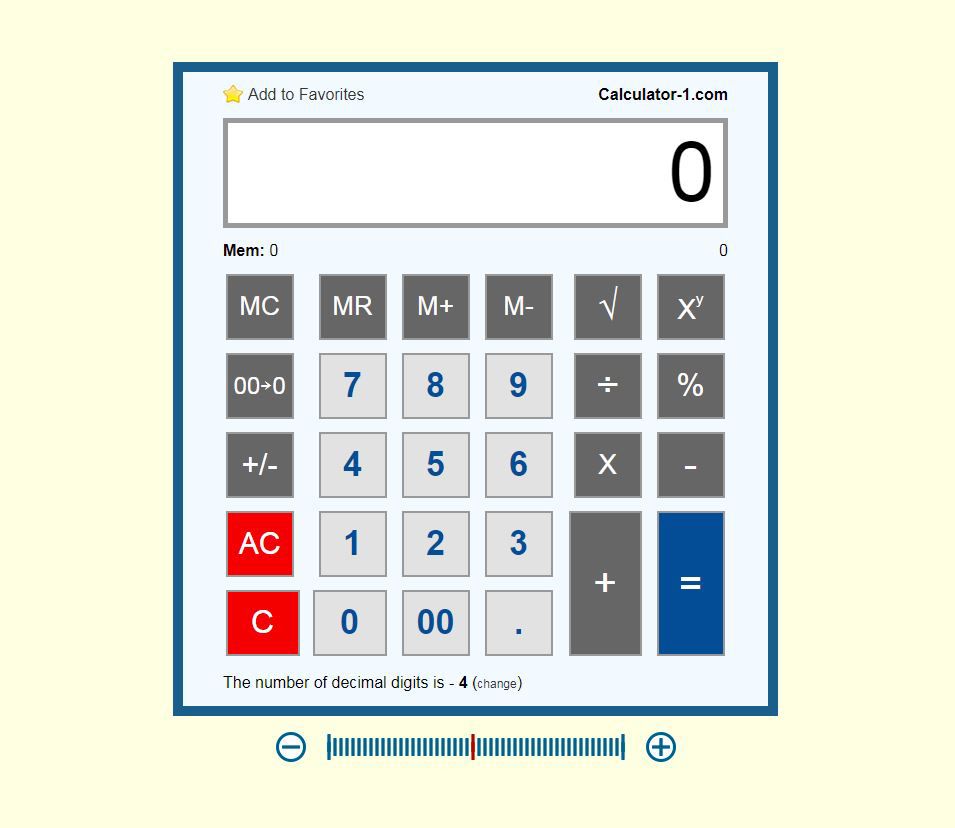 Add to Favorites Calculator-1.com
0
Mem: 0 0
MC MR M+ M- √ Xʸ
00→0 7 8 9 ÷ %
+/- 4 5 6 X -
AC 1 2 3
+ =
C 0 00 .
The number of decimal digits is - 4 (change)